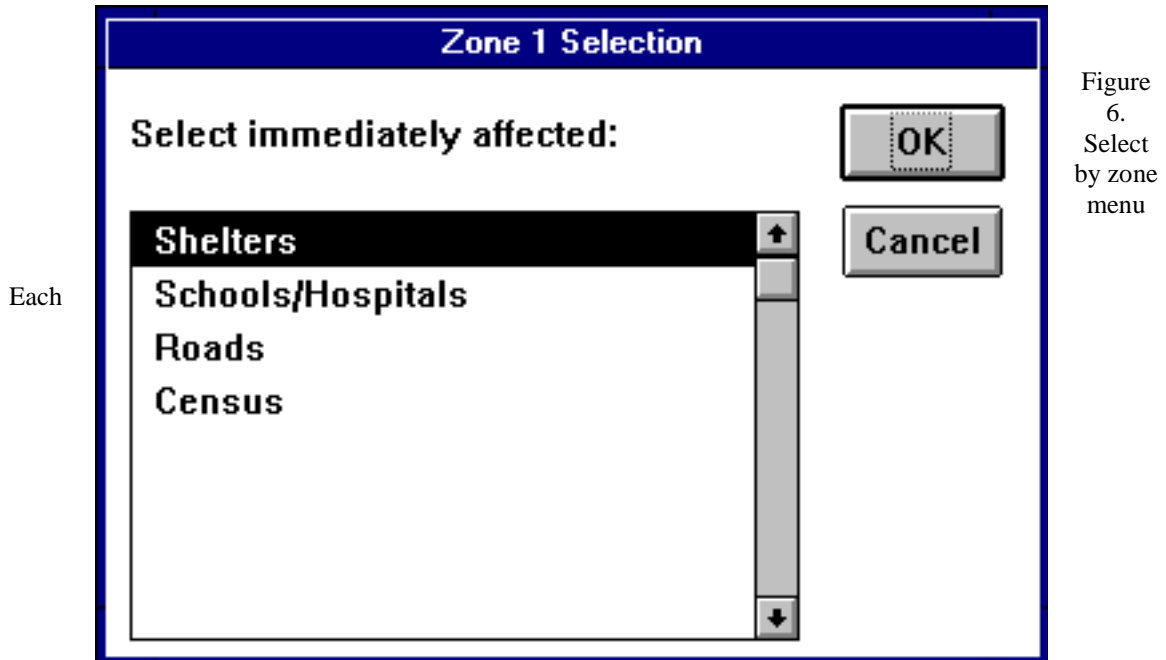 Zone 1 Selection
Select immediately affected:
OK
Cancel
Shelters
Schools/Hospitals
Roads
Census
Figure
6.
Select
by zone
menu
Each